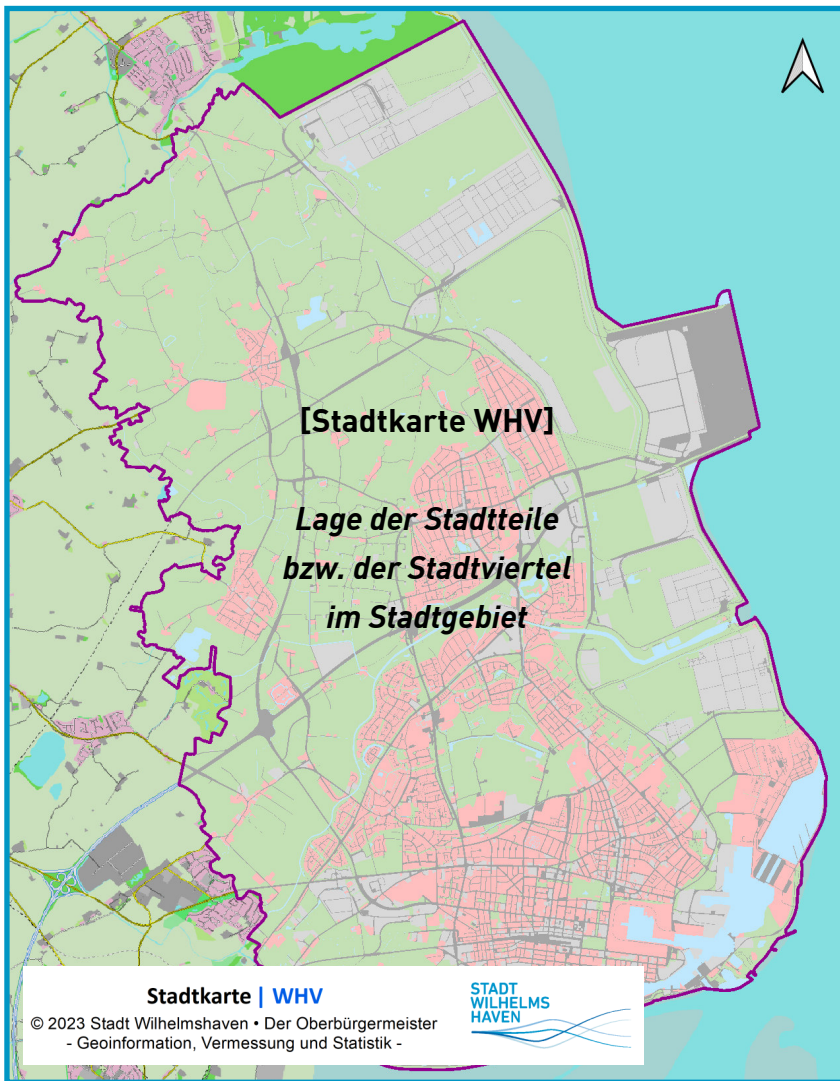 [Stadtkarte WHV]
Lage der Stadtteile
bzw. der Stadtviertel
im Stadtgebiet
Stadtkarte | WHV
© 2023 Stadt Wilhelmshaven • Der Oberbürgermeister
- Geoinformation, Vermessung und Statistik -
STADT
WILHELMS
HAVEN